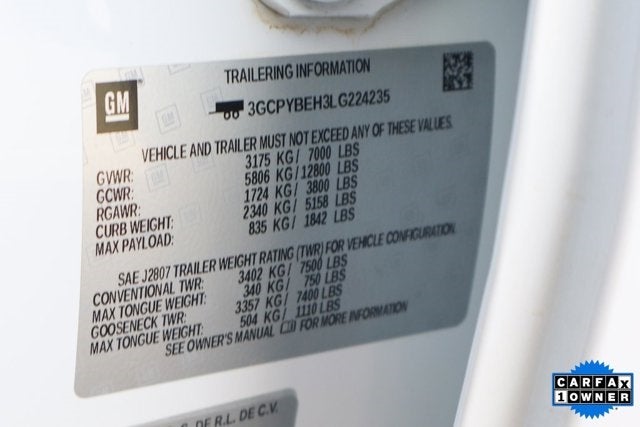 TRAILERING INFORMATION
GM
3GCPYBEH3LG224235
VEHICLE AND TRAILER MUST NOT EXCEED ANY OF THESE VALUES.
GVWR: 3175 KG/ 7000 LBS
GCWR: 5806 KG/12800 LBS
RGAWR: 1724 KG/ 3800 LBS
CURB WEIGHT: 2340 KG/ 5158 LBS
MAX PAYLOAD: 835 KG/ 1842 LBS
SAE J2807 TRAILER WEIGHT RATING (TWR) FOR VEHICLE CONFIGURATION.
CONVENTIONAL TWR: 3402 KG/ 7500 LBS
MAX TONGUE WEIGHT: 340 KG/ 750 LBS
GOOSENECK TWR: 3357 KG/ 7400 LBS
MAX TONGUE WEIGHT: 504 KG/ 1110 LBS
SEE OWNER'S MANUAL FOR MORE INFORMATION
DE R.L. DE C.V.
CARFAX
1 OWNER